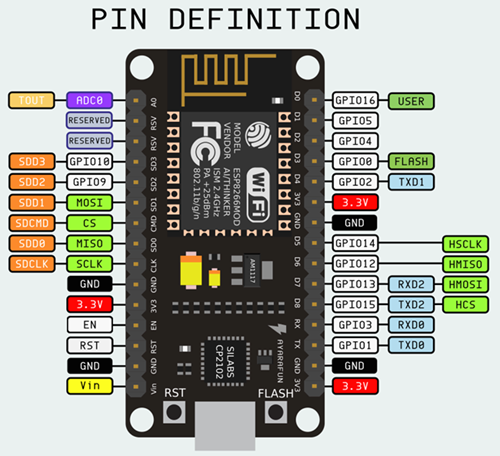 PIN DEFINITION
TOUT ADC0 A0 D0 GPIO16 USER
RESERVED RSV D1 GPIO5
RESERVED RSV D2 GPIO4
SDD3 GPIO10 SD3 D3 GPIO0 FLASH
SDD2 GPIO9 SD2 D4 GPIO2 TXD1
SDD1 MOSI SD1 3V3 3.3V
SDCMD CS CMD GND GND
SDD0 MISO SD0 D5 GPIO14 HSCLK
SDCLK SCLK CLK D6 GPIO12 HMISO
GND GND D7 GPIO13 RXD2 HMOSI
3.3V 3V3 D8 GPIO15 TXD2 HCS
EN EN RX GPIO3 RXD0
RST RST TX GPIO1 TXD0
GND GND GND GND
Vin Vin 3V3 3.3V
MODEL ESP8266MOD
VENDOR AITHINKER
ISM 2.4GHz
PA +25dBm
802.11b/gn
FC
WiFi
AM1117
SILABS
CP2102
AYARAFUN
RST
FLASH